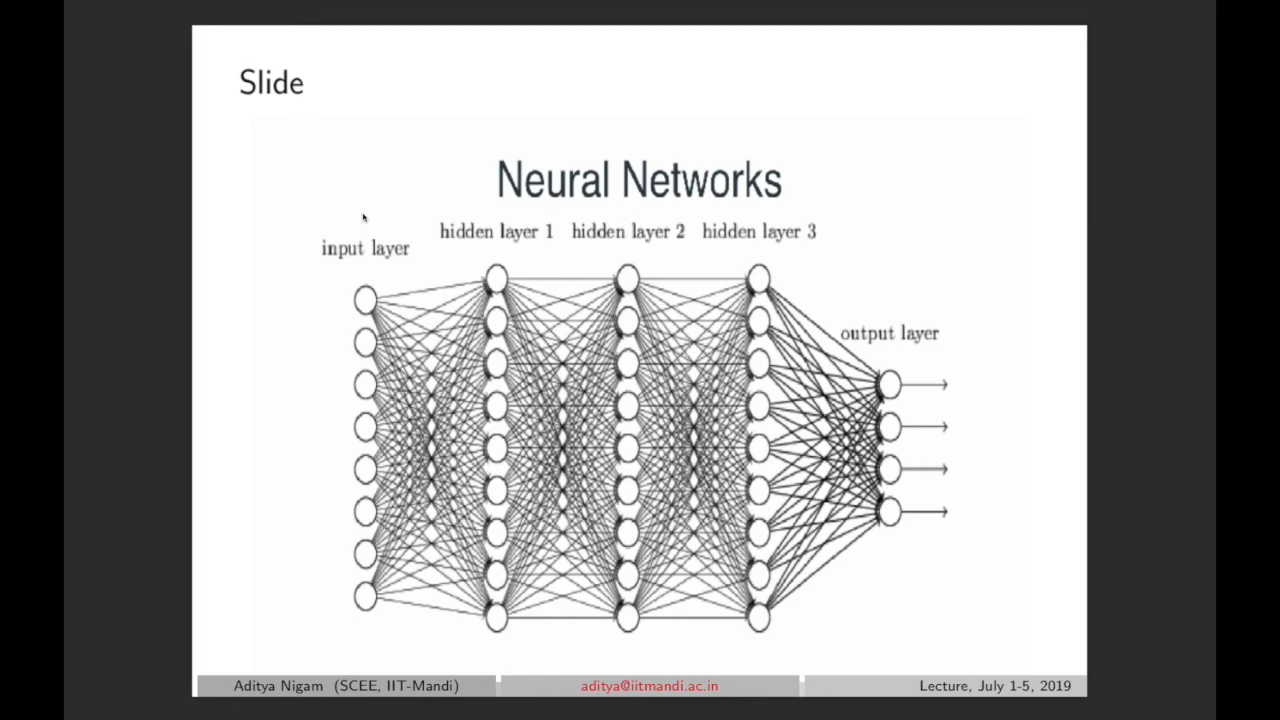 Slide
Neural Networks
hidden layer 1 hidden layer 2 hidden layer 3
input layer
output layer
Aditya Nigam (SCEE, IIT-Mandi) aditya@iitmandi.ac.in Lecture, July 1-5, 2019